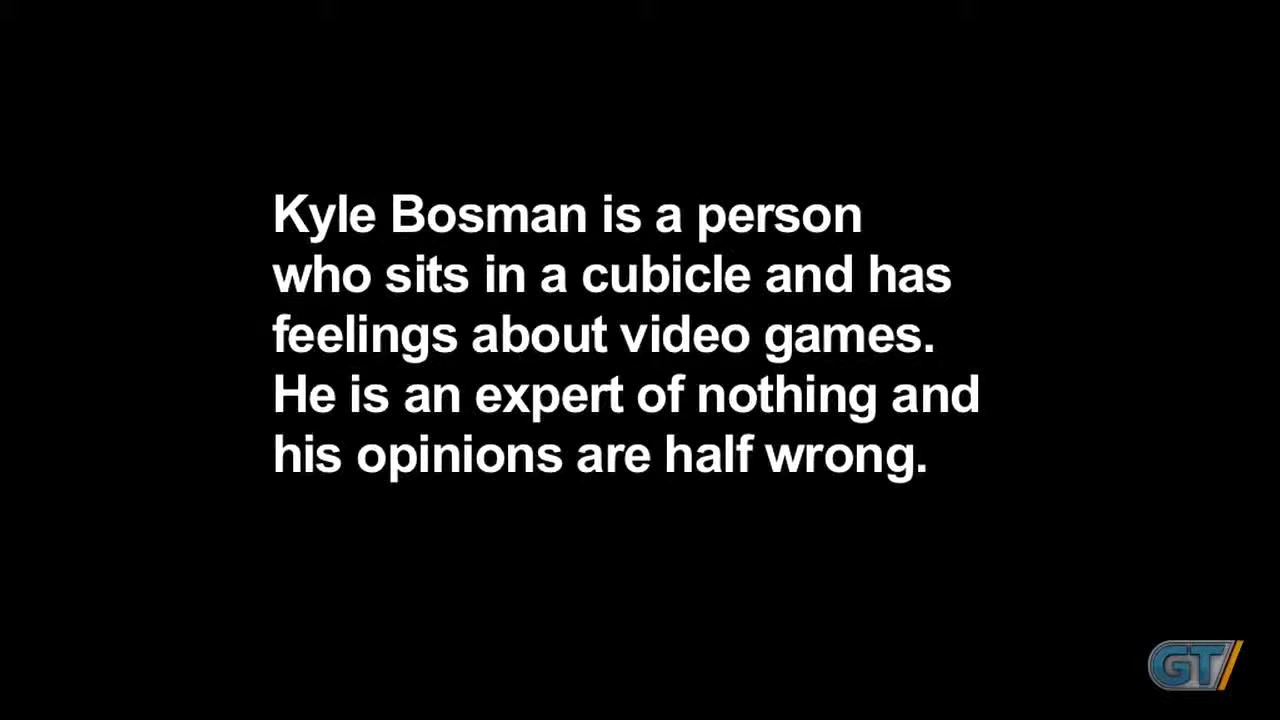 Kyle Bosman is a person
who sits in a cubicle and has
feelings about video games.
He is an expert of nothing and
his opinions are half wrong.
GT